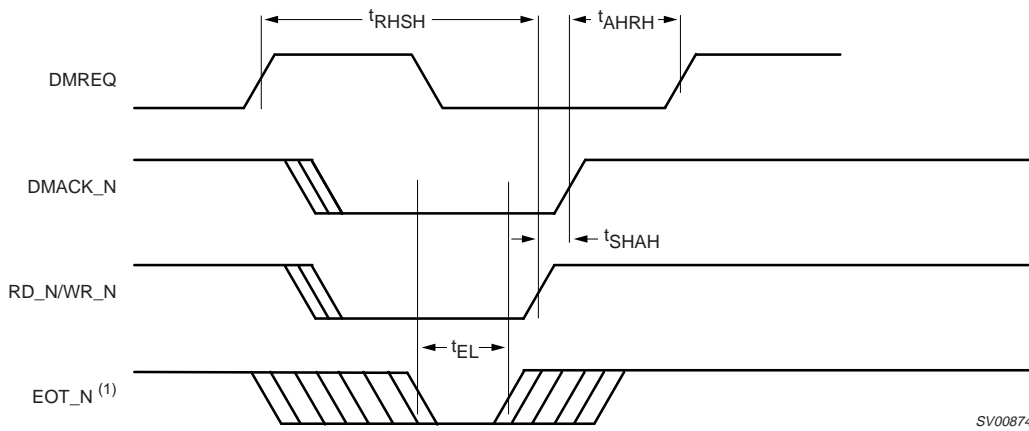 tRHSH
tAHRH
DMREQ
DMACK_N
tSHAH
RD_N/WR_N
tEL
EOT_N (1)
SV00874